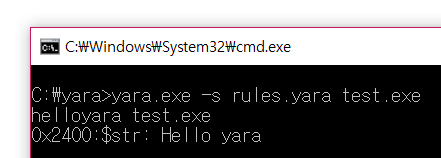 C:₩Windows₩System32₩cmd.exe
C:₩yara>yara.exe -s rules.yara test.exe
helloyara test.exe
0x2400:$str: Hello yara